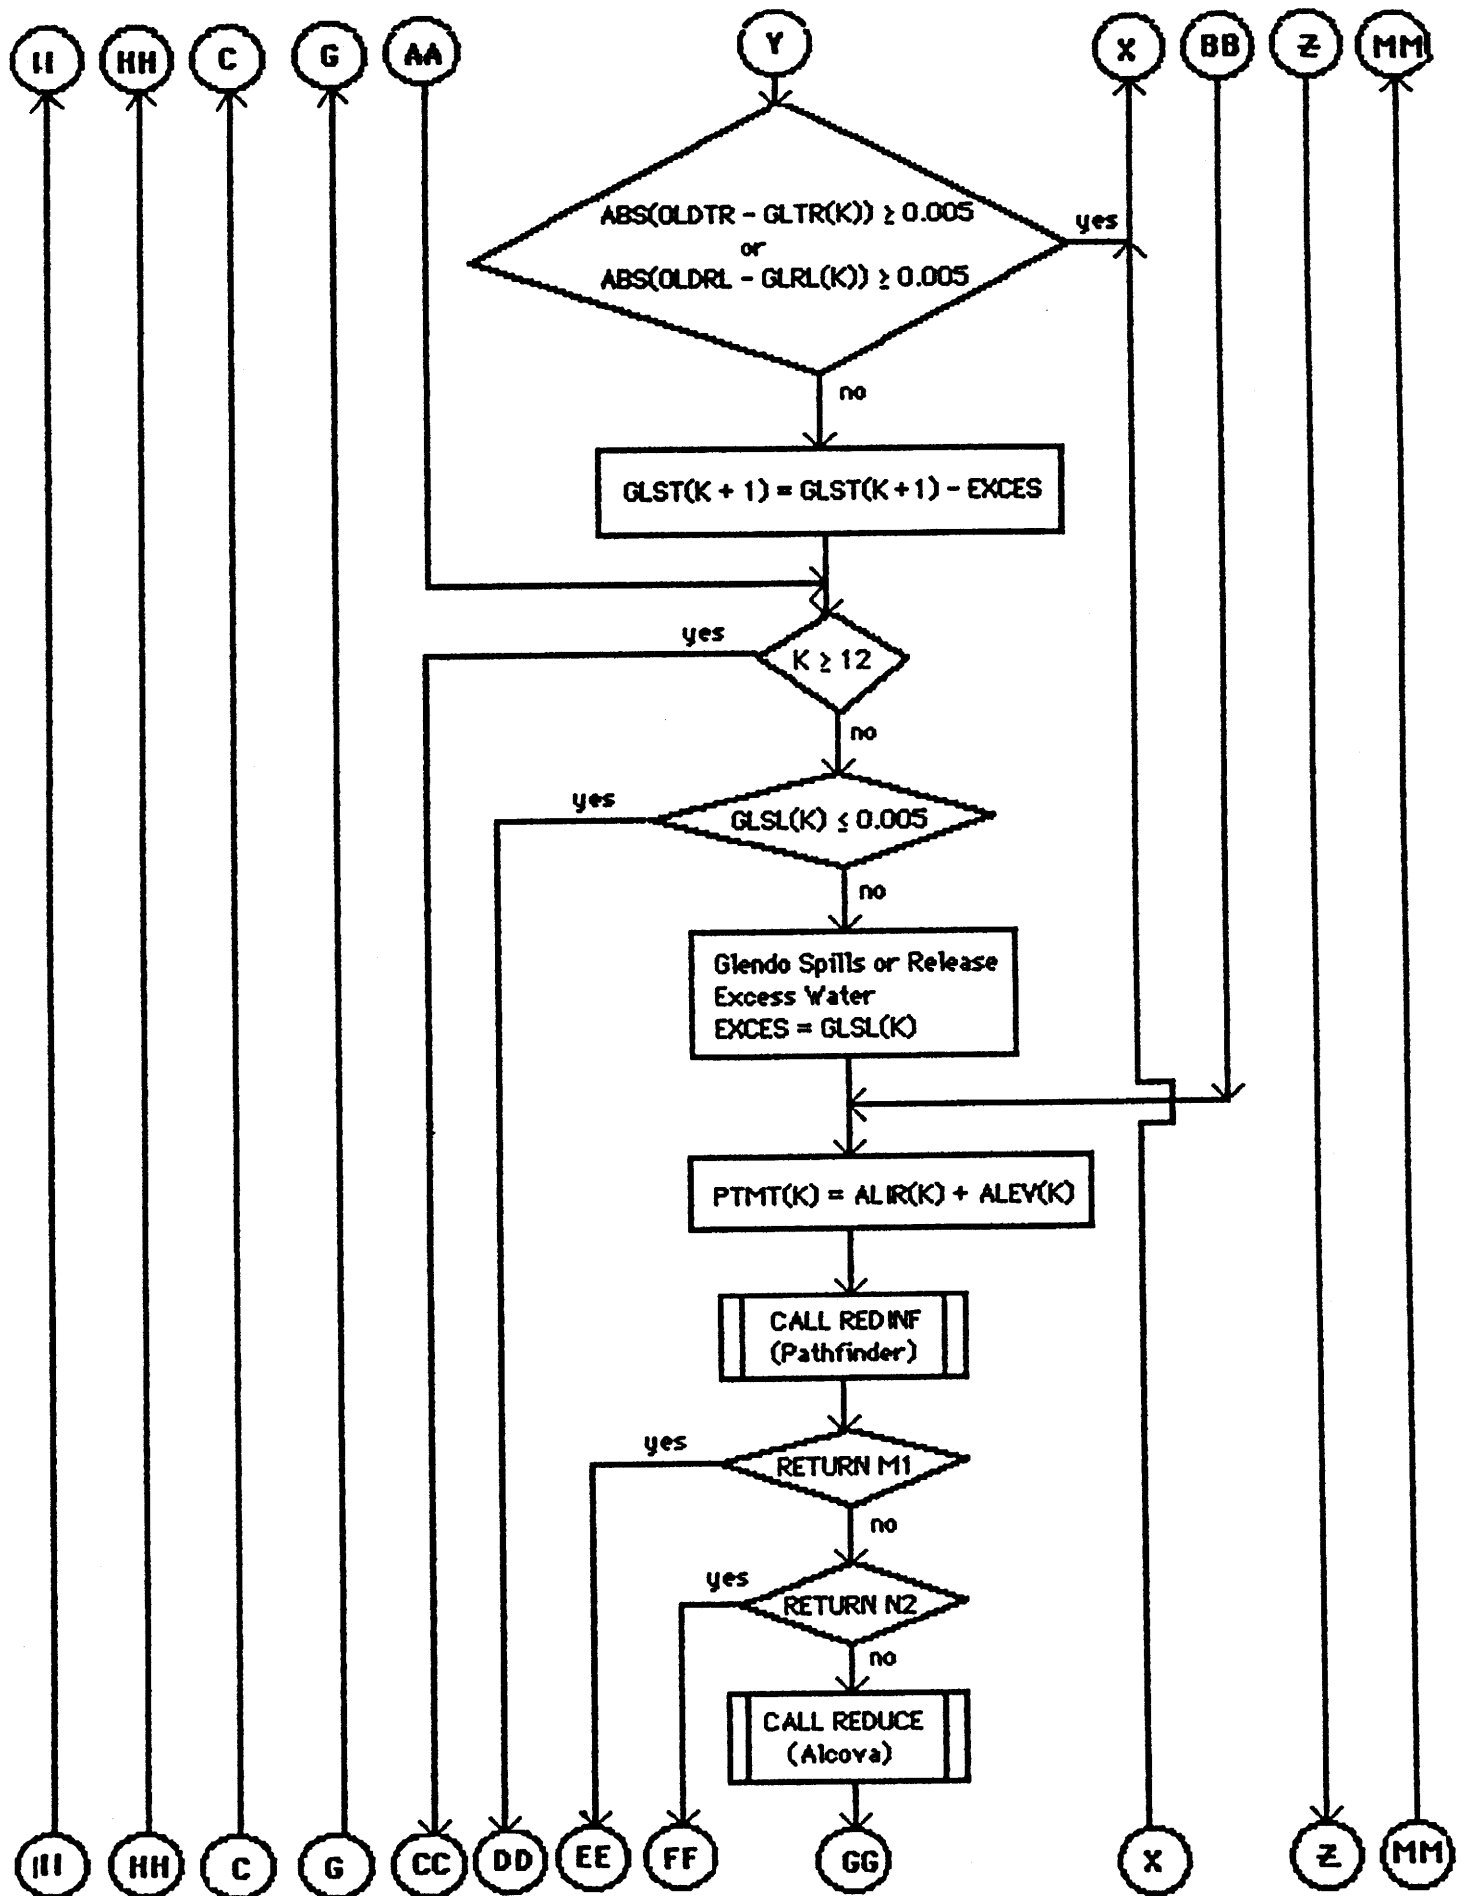 II
HH
C
G
AA
Y
X
BB
Z
MM
ABS(OLDTR - GLTR(K)) ≥ 0.005
or
ABS(OLDRL - GLRL(K)) ≥ 0.005
yes
no
GLST(K + 1) = GLST(K+1) - EXCES
yes
K ≥ 12
no
yes
GLSL(K) ≤ 0.005
no
Glendo Spills or Release
Excess Water
EXCES = GLSL(K)
PTMT(K) = ALIR(K) + ALEV(K)
CALL REDINF
(Pathfinder)
yes
RETURN M1
no
yes
RETURN N2
no
CALL REDUCE
(Alcova)
HH
C
G
CC
DD
EE
FF
GG
X
Z
MM